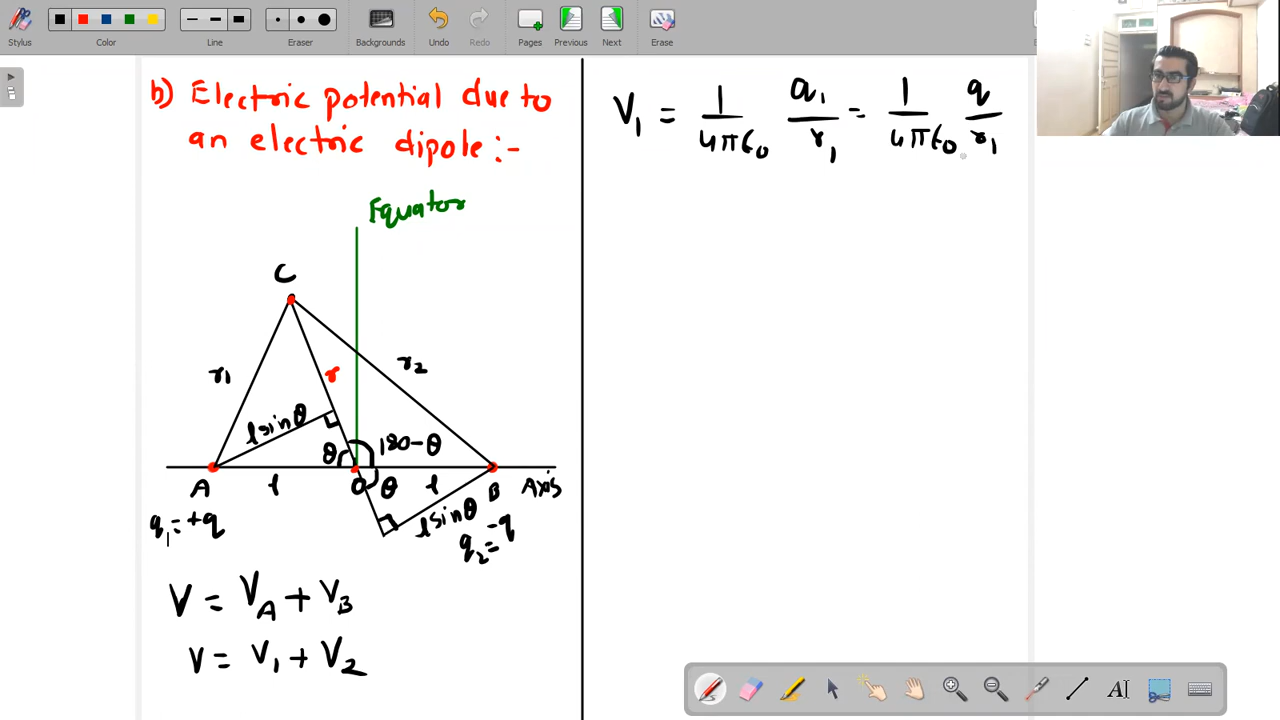 Stylus Color Line Eraser Backgrounds Undo Redo Pages Previous Next Erase
b) Electric potential due to
an electric dipole :-
Equator
C
r1
r
r2
l sinθ
θ 180-θ
A l O θ l B Axis
l sinθ
q1 = +q
q2 = -q
V = VA + VB
V = V1 + V2
V1 = 1/4πε0 q1/r1 = 1/4πε0 q/r1
AI